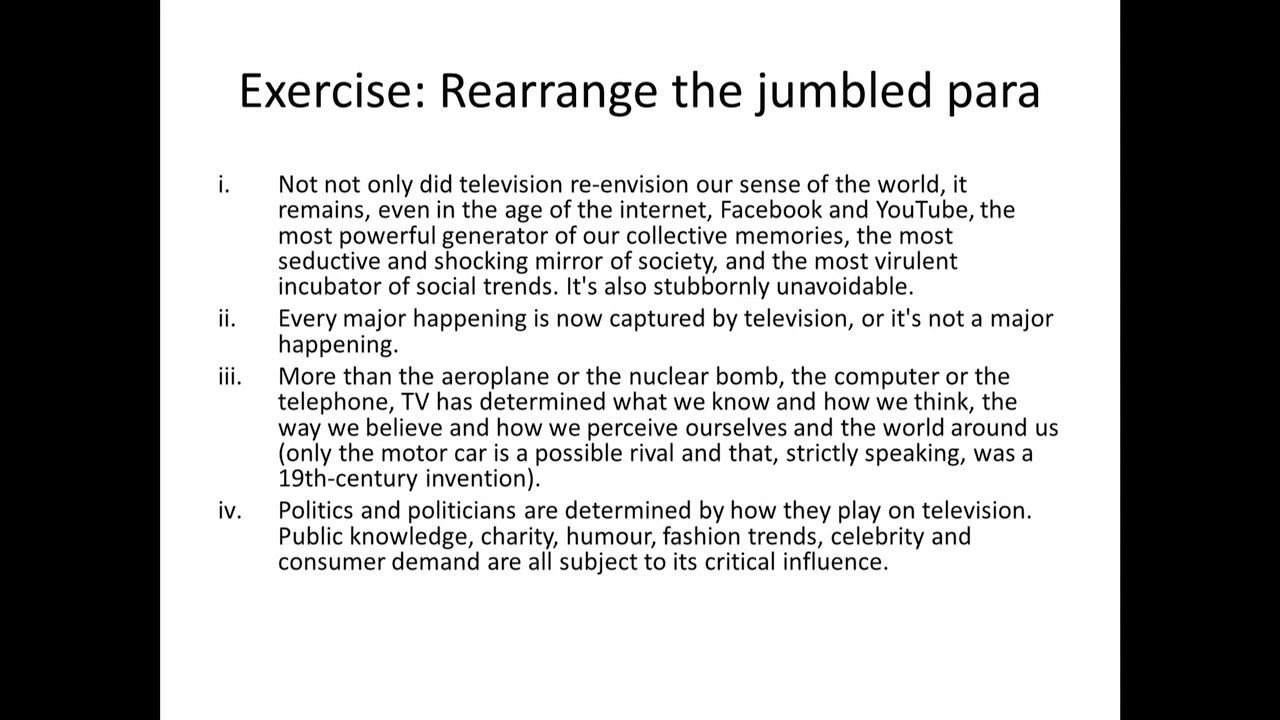 Exercise: Rearrange the jumbled para
i. Not not only did television re-envision our sense of the world, it
remains, even in the age of the internet, Facebook and YouTube, the
most powerful generator of our collective memories, the most
seductive and shocking mirror of society, and the most virulent
incubator of social trends. It's also stubbornly unavoidable.
ii. Every major happening is now captured by television, or it's not a major
happening.
iii. More than the aeroplane or the nuclear bomb, the computer or the
telephone, TV has determined what we know and how we think, the
way we believe and how we perceive ourselves and the world around us
(only the motor car is a possible rival and that, strictly speaking, was a
19th-century invention).
iv. Politics and politicians are determined by how they play on television.
Public knowledge, charity, humour, fashion trends, celebrity and
consumer demand are all subject to its critical influence.